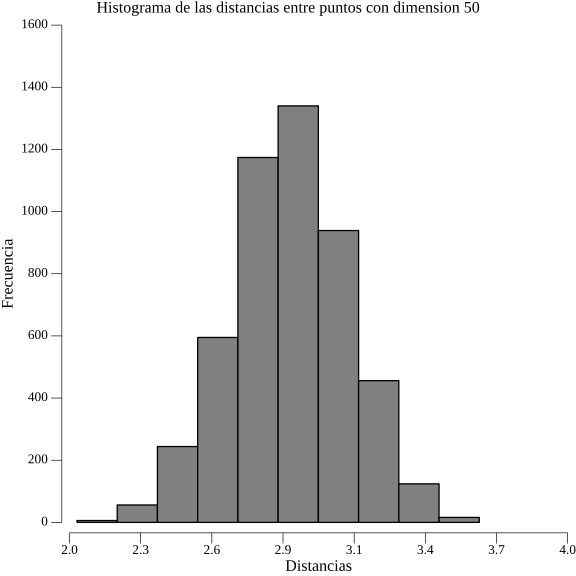 Histograma de las distancias entre puntos con dimension 50
1600
1400
1200
1000
800
600
400
200
0
Frecuencia
2.0 2.3 2.6 2.9 3.1 3.4 3.7 4.0
Distancias